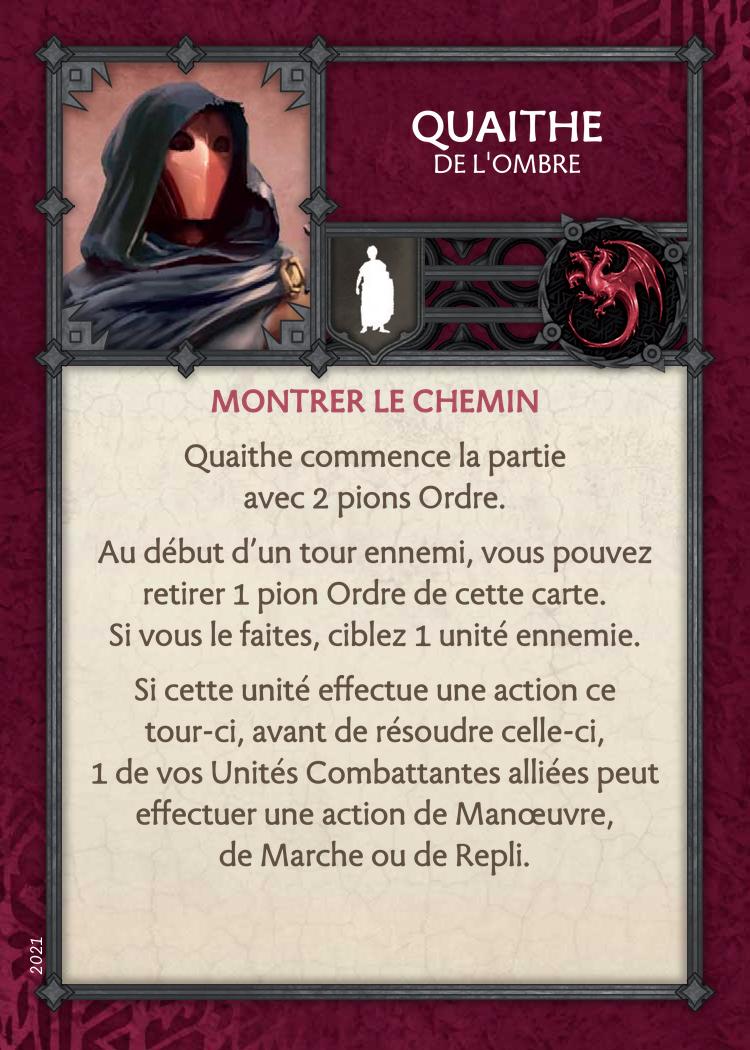 QUAITHE
DE L'OMBRE
MONTRER LE CHEMIN
Quaithe commence la partie
avec 2 pions Ordre.
Au début d’un tour ennemi, vous pouvez
retirer 1 pion Ordre de cette carte.
Si vous le faites, ciblez 1 unité ennemie.
Si cette unité effectue une action ce
tour-ci, avant de résoudre celle-ci,
1 de vos Unités Combattantes alliées peut
effectuer une action de Manœuvre,
de Marche ou de Repli.
2021